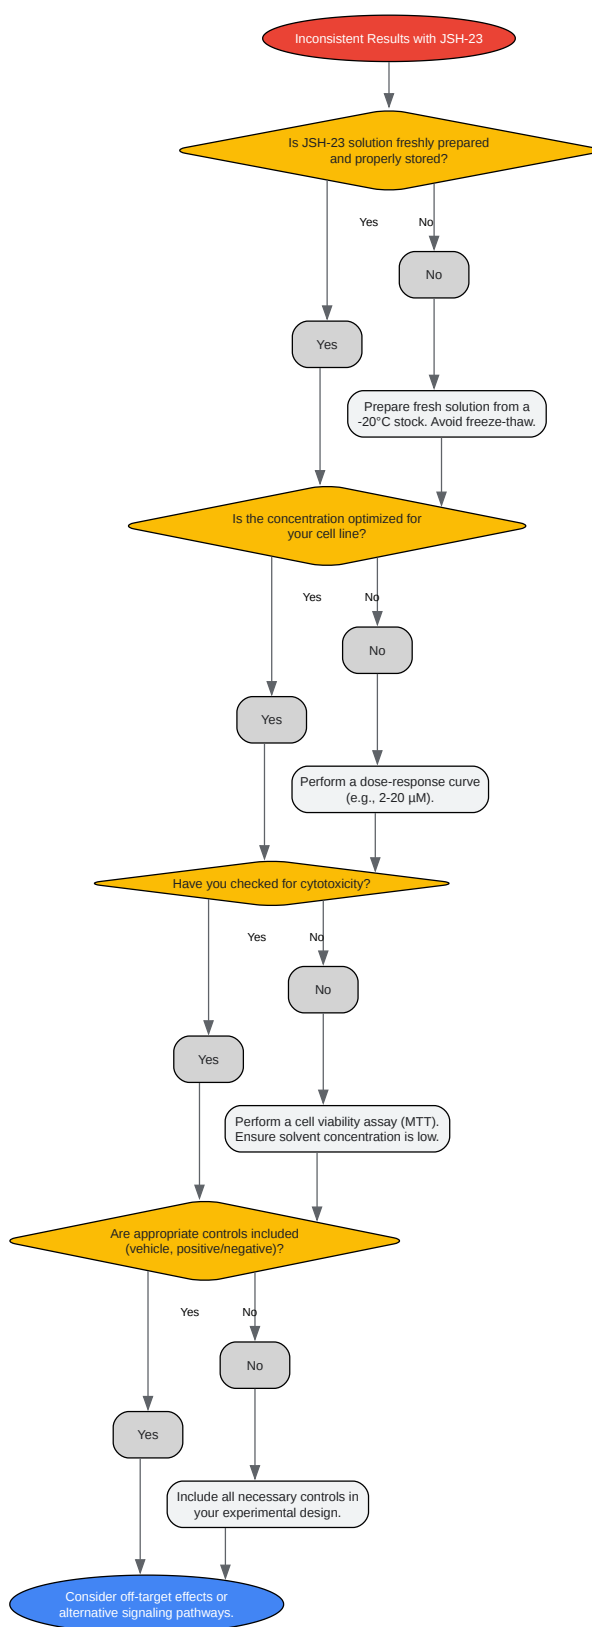 Inconsistent Results with JSH-23
Is JSH-23 solution freshly prepared
and properly stored?
Yes
No
No
Yes
Prepare fresh solution from a
-20°C stock. Avoid freeze-thaw.
Is the concentration optimized for
your cell line?
Yes
No
No
Yes
Perform a dose-response curve
(e.g., 2-20 µM).
Have you checked for cytotoxicity?
Yes
No
No
Yes
Perform a cell viability assay (MTT).
Ensure solvent concentration is low.
Are appropriate controls included
(vehicle, positive/negative)?
Yes
No
No
Yes
Include all necessary controls in
your experimental design.
Consider off-target effects or
alternative signaling pathways.